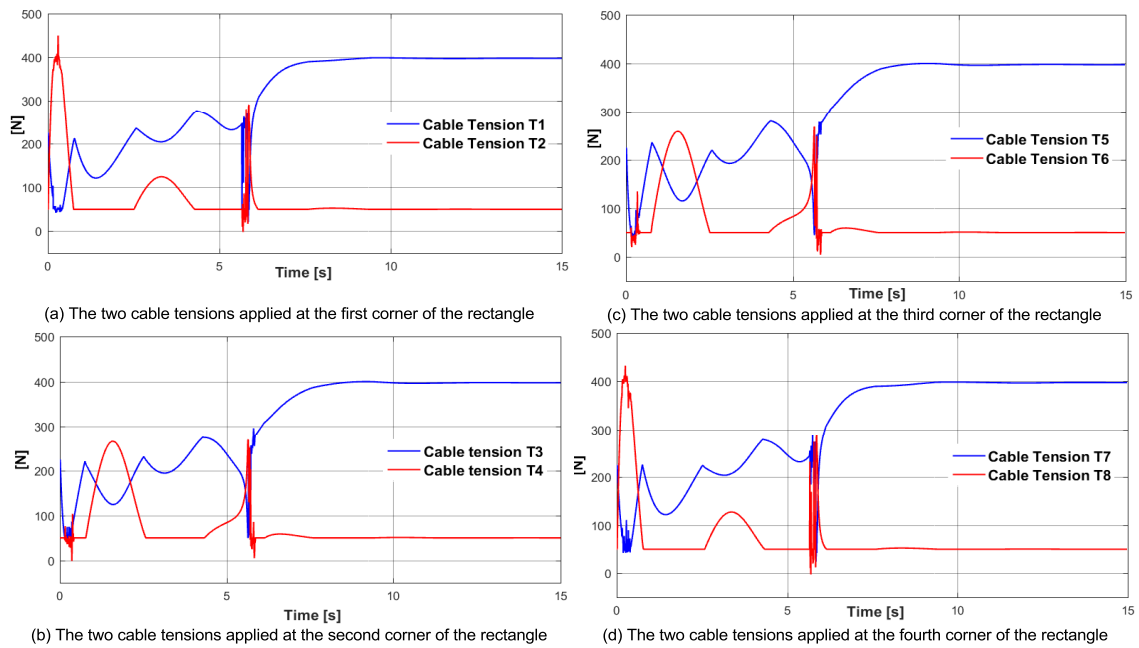 500
400
300
200
100
0
[N]
Cable Tension T1
Cable Tension T2
0
5
10
15
Time [s]
(a) The two cable tensions applied at the first corner of the rectangle
500
400
300
200
100
0
[N]
Cable tension T3
Cable tension T4
0
5
10
15
Time [s]
(b) The two cable tensions applied at the second corner of the rectangle
500
400
300
200
100
0
[N]
Cable Tension T5
Cable Tension T6
0
5
10
15
Time [s]
(c) The two cable tensions applied at the third corner of the rectangle
500
400
300
200
100
0
[N]
Cable Tension T7
Cable Tension T8
0
5
10
15
Time [s]
(d) The two cable tensions applied at the fourth corner of the rectangle